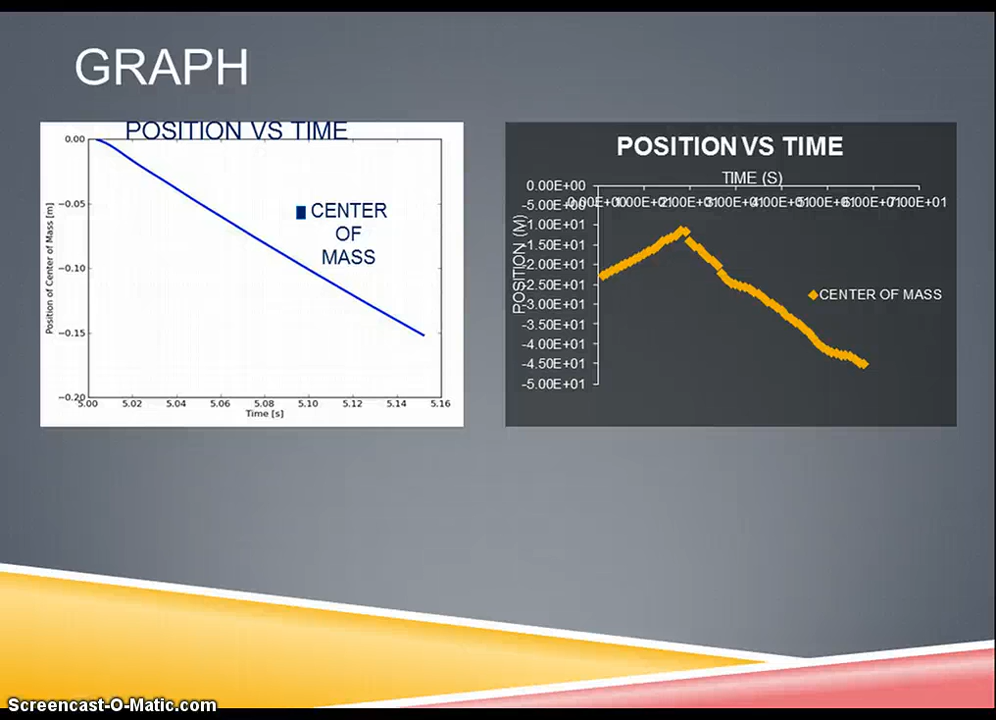 GRAPH
POSITION VS TIME
0.00
−0.05
−0.10
−0.15
−0.20
Position of Center of Mass [m]
CENTER
OF
MASS
5.00 5.02 5.04 5.06 5.08 5.10 5.12 5.14 5.16
Time [s]
POSITION VS TIME
TIME (S)
0.00E+00
-5.00E+00
-1.00E+01
-1.50E+01
-2.00E+01
-2.50E+01
-3.00E+01
-3.50E+01
-4.00E+01
-4.50E+01
-5.00E+01
POSITION (M)
CENTER OF MASS
Screencast-O-Matic.com